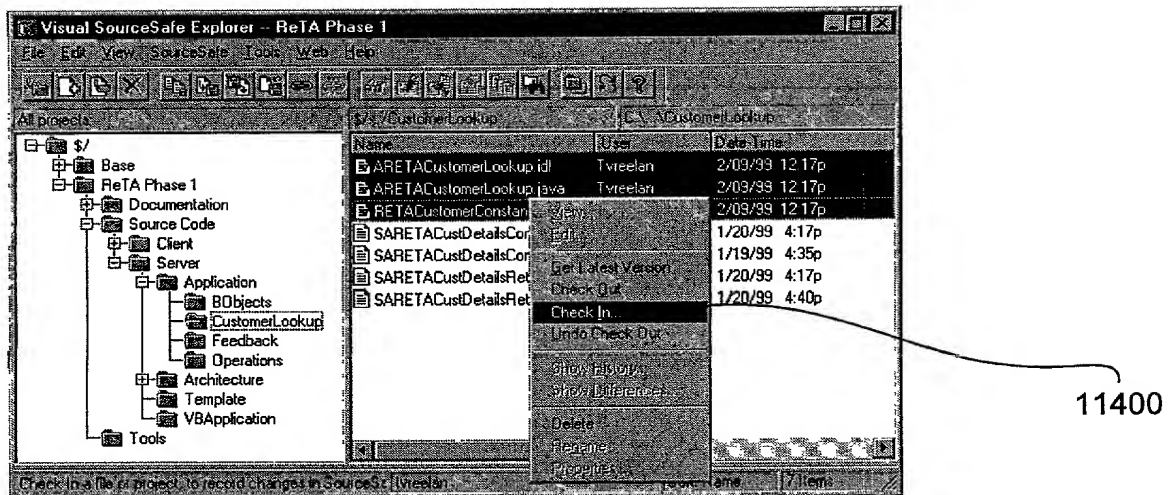 Visual SourceSafe Explorer -- ReTA Phase 1
File Edit View SourceSafe Tools Web Help
All projects:
$/.../CustomerLookup
C:\...\CustomerLookup
$/
Base
ReTA Phase 1
Documentation
Source Code
Client
Server
Application
BObjects
CustomerLookup
Feedback
Operations
Architecture
Template
VBApplication
Tools
Name User Date-Time
ARETACustomerLookup.idl Tvreelan 2/09/99 12:17p
ARETACustomerLookup.java Tvreelan 2/09/99 12:17p
RETACustomerConstan 2/09/99 12:17p
SARETACustDetailsCor 1/20/99 4:17p
SARETACustDetailsCor 1/19/99 4:35p
SARETACustDetailsRet 1/20/99 4:17p
SARETACustDetailsRet 1/20/99 4:40p
View
Edit
Get Latest Version
Check Out
Check In...
Undo Check Out
Show History...
Show Differences
Delete
Rename
Properties
11400
Check In a file or project, to record changes in SourceS Tvreelan Name 7 Items